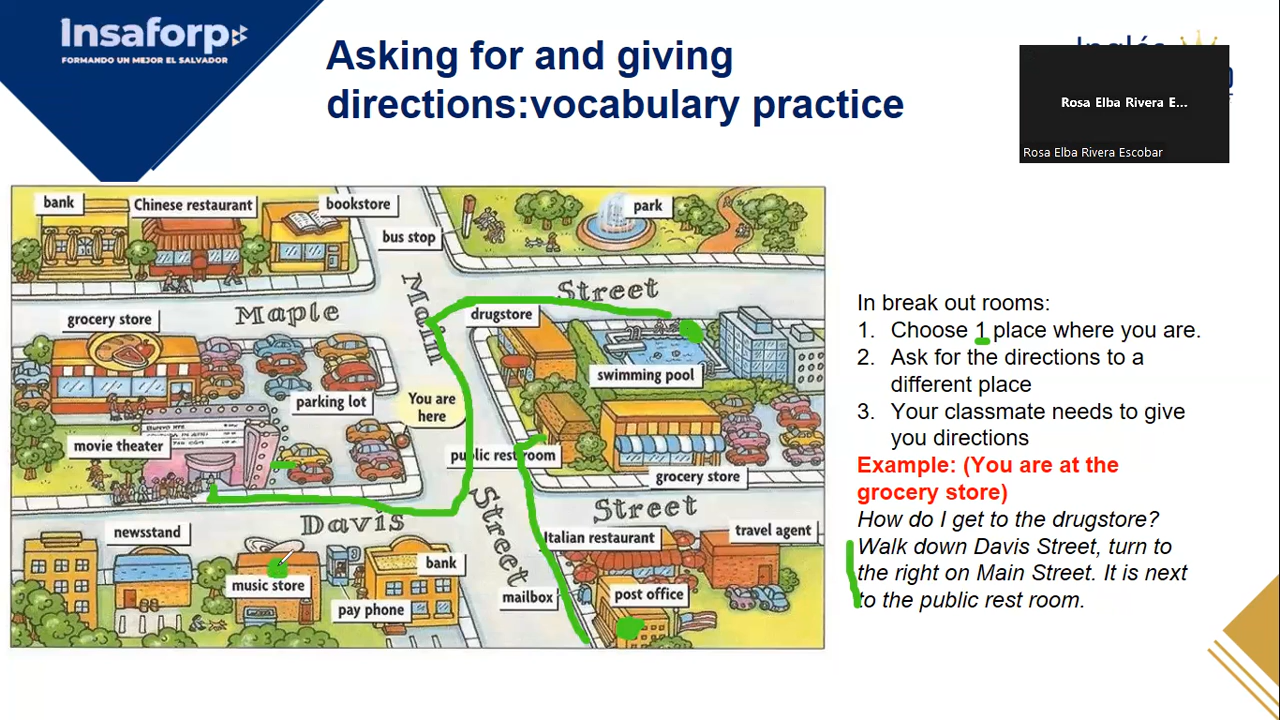 Insaforp
FORMANDO UN MEJOR EL SALVADOR
Asking for and giving
directions:vocabulary practice
Inglés
Rosa Elba Rivera E...
Rosa Elba Rivera Escobar
bank
Chinese restaurant
bookstore
bus stop
park
Maple
Main
Street
grocery store
drugstore
swimming pool
parking lot
You are
here
movie theater
public rest room
grocery store
Davis
Street
Street
newsstand
Italian restaurant
travel agent
music store
bank
pay phone
mailbox
post office
In break out rooms:
1. Choose 1 place where you are.
2. Ask for the directions to a
different place
3. Your classmate needs to give
you directions
Example: (You are at the
grocery store)
How do I get to the drugstore?
Walk down Davis Street, turn to
the right on Main Street. It is next
to the public rest room.